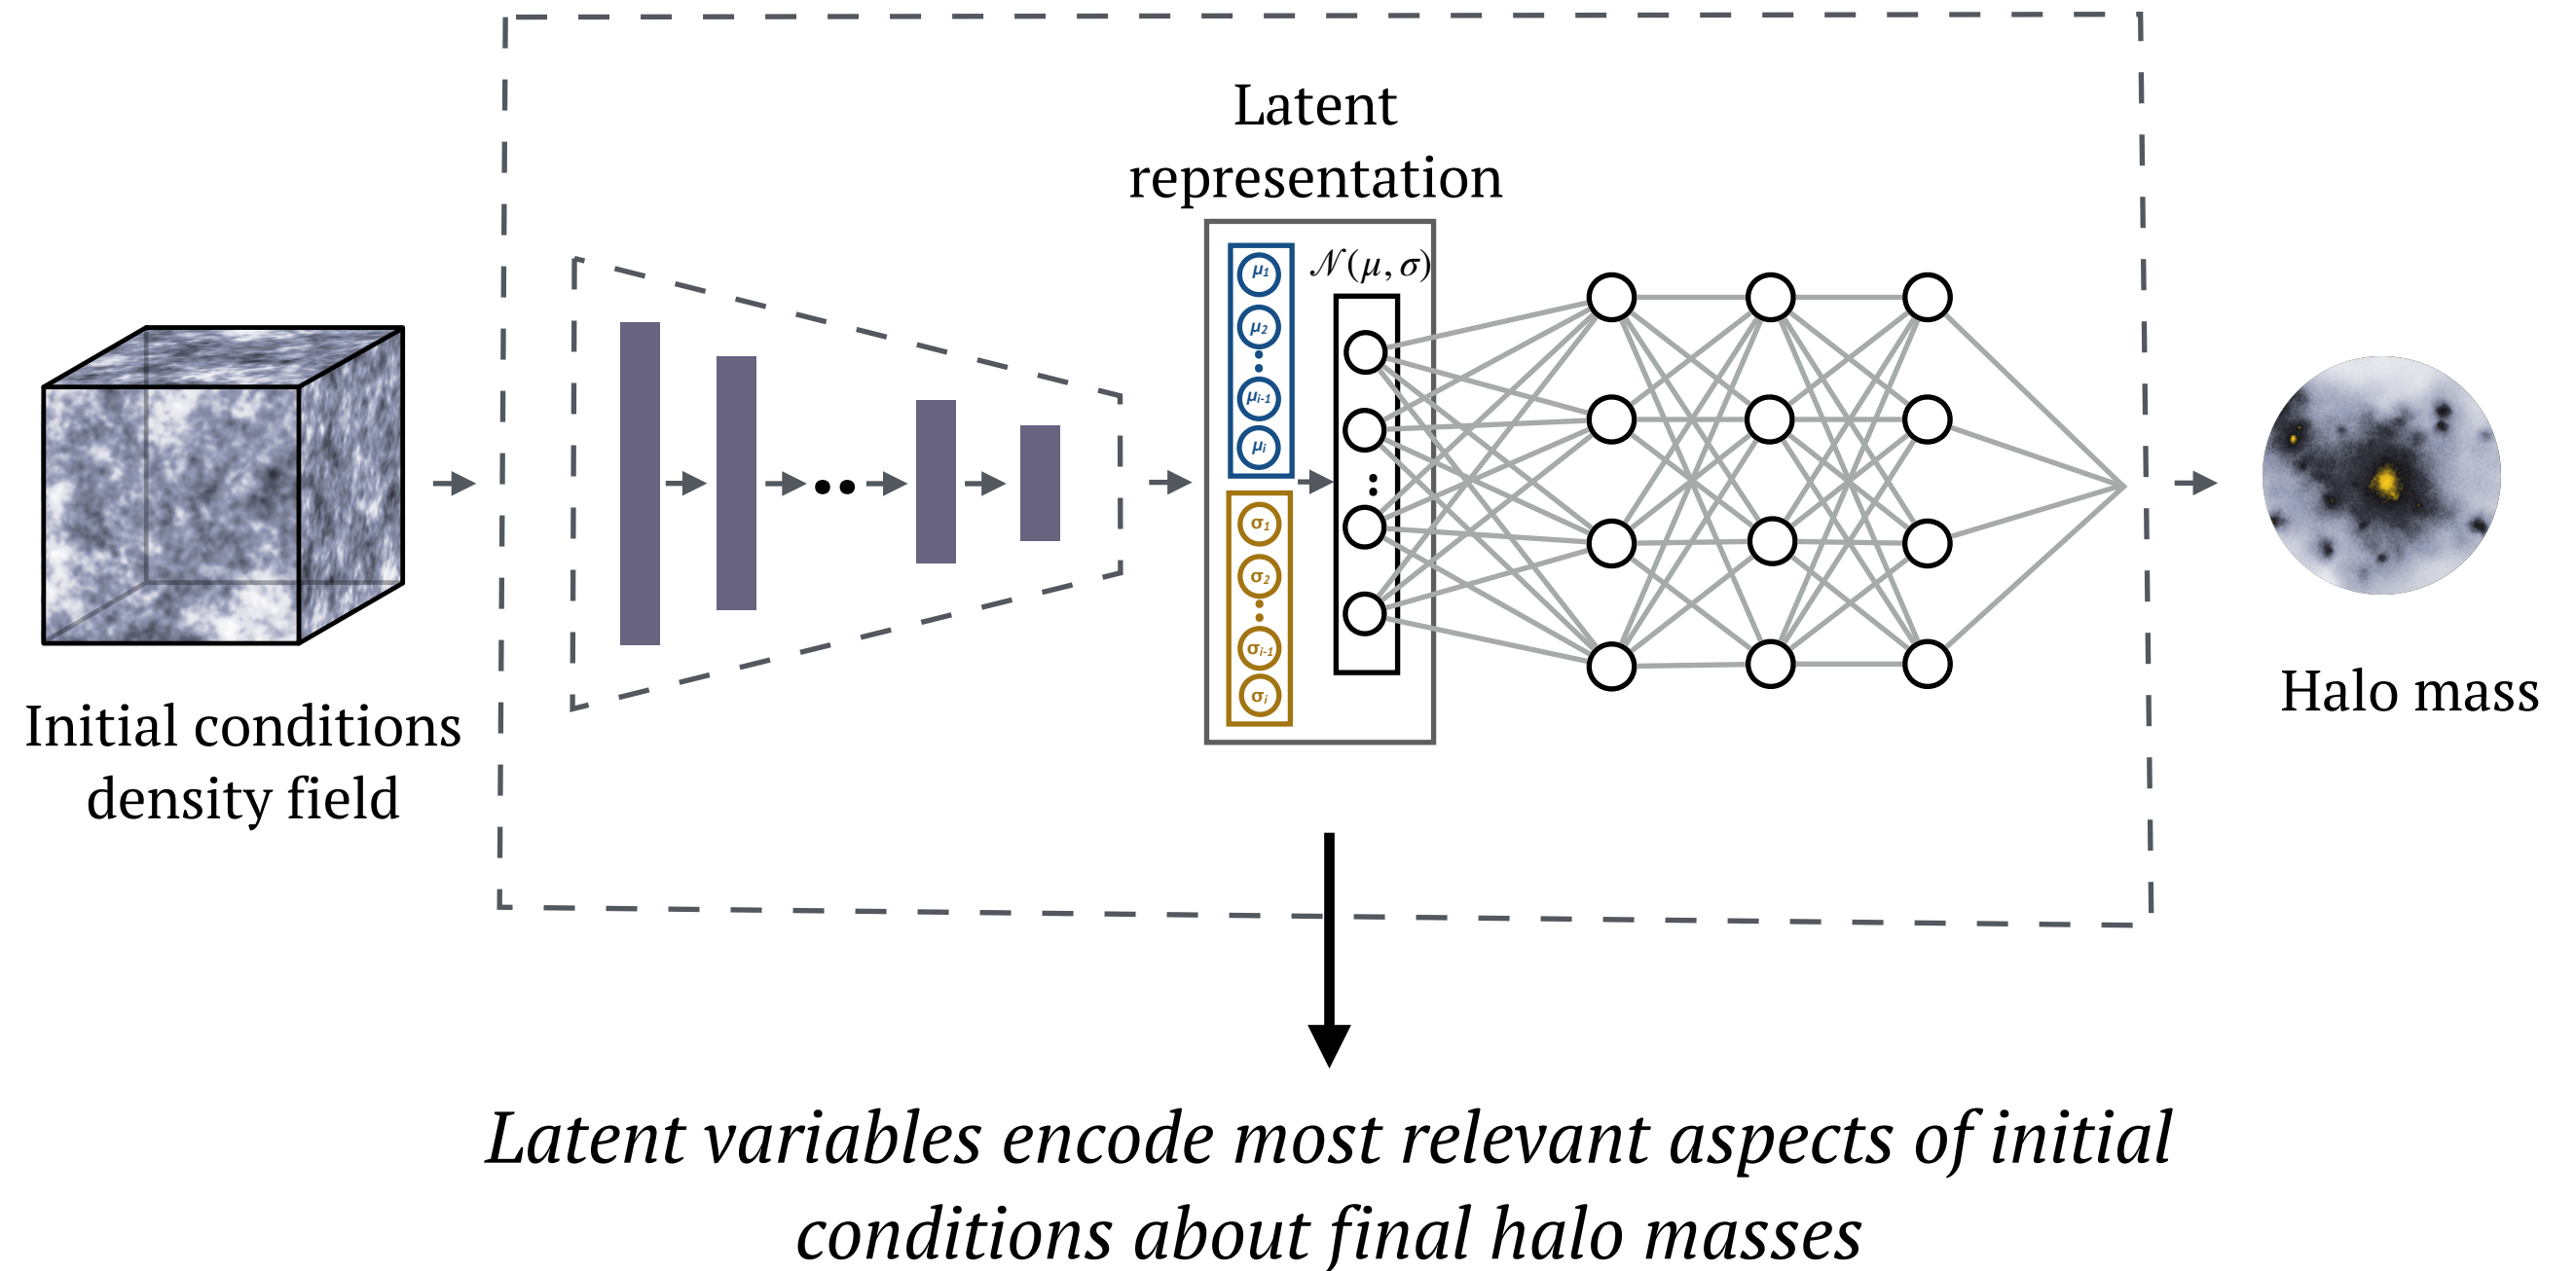 Latent
representation
𝒩(μ, σ)
μ1
μ2
μi-1
μi
σ1
σ2
σi-1
σi
Initial conditions
density field
Halo mass
Latent variables encode most relevant aspects of initial
conditions about final halo masses